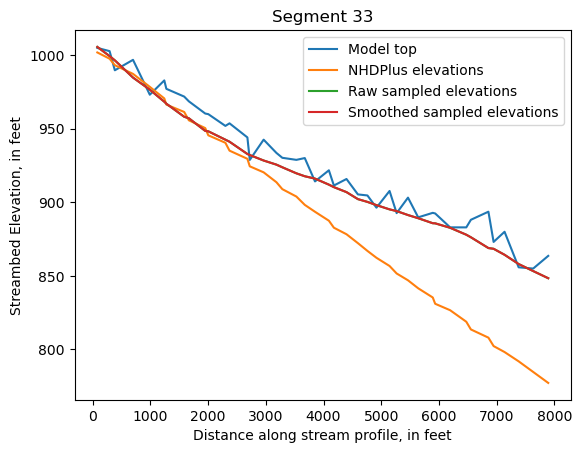 Segment 33
Model top
NHDPlus elevations
Raw sampled elevations
Smoothed sampled elevations
Streambed Elevation, in feet
1000
950
900
850
800
0 1000 2000 3000 4000 5000 6000 7000 8000
Distance along stream profile, in feet